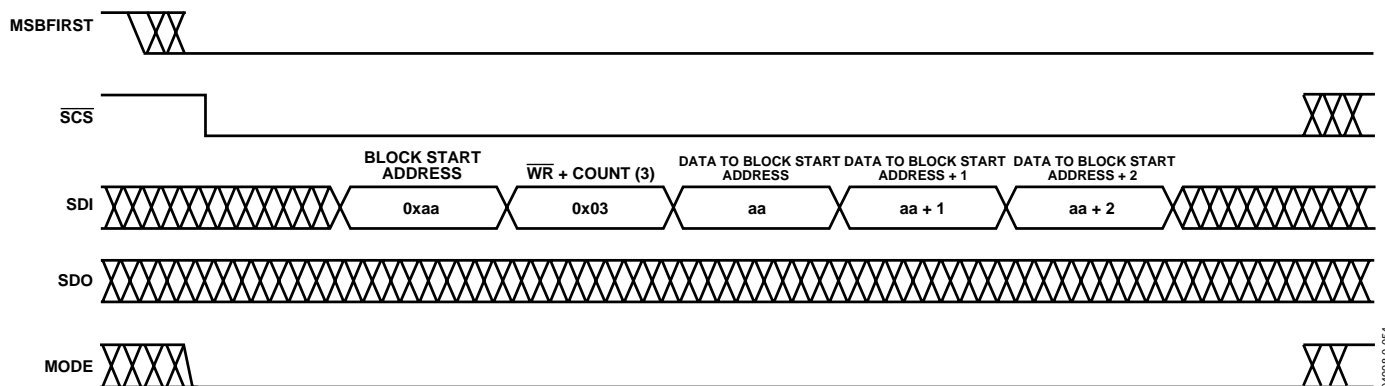 MSBFIRST
SCS
BLOCK START
ADDRESS
WR + COUNT (3)
DATA TO BLOCK START
ADDRESS
DATA TO BLOCK START
ADDRESS + 1
DATA TO BLOCK START
ADDRESS + 2
SDI
0xaa
0x03
aa
aa + 1
aa + 2
SDO
MODE